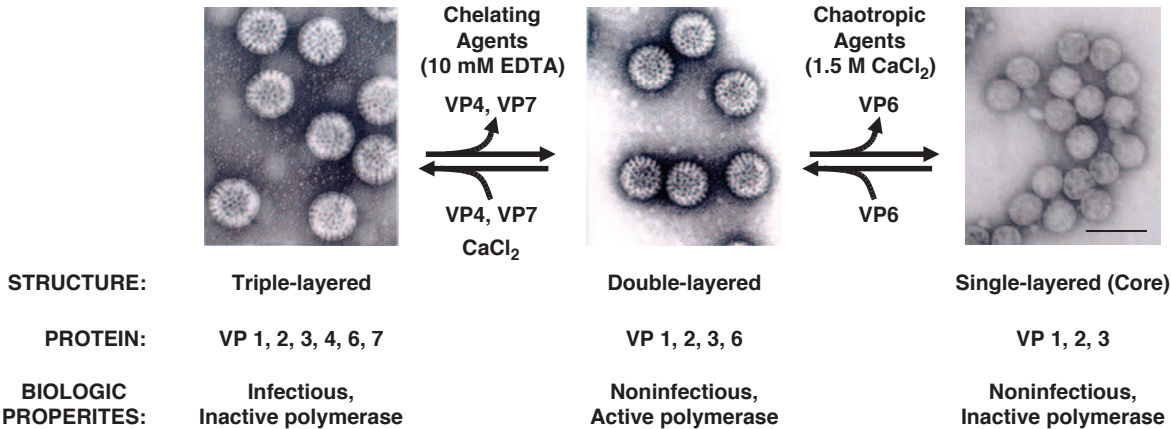 Chelating
Agents
(10 mM EDTA)
VP4, VP7
VP4, VP7
CaCl₂
Chaotropic
Agents
(1.5 M CaCl₂)
VP6
VP6
STRUCTURE: Triple-layered Double-layered Single-layered (Core)
PROTEIN: VP 1, 2, 3, 4, 6, 7 VP 1, 2, 3, 6 VP 1, 2, 3
BIOLOGIC Infectious, Noninfectious, Noninfectious,
PROPERITES: Inactive polymerase Active polymerase Inactive polymerase